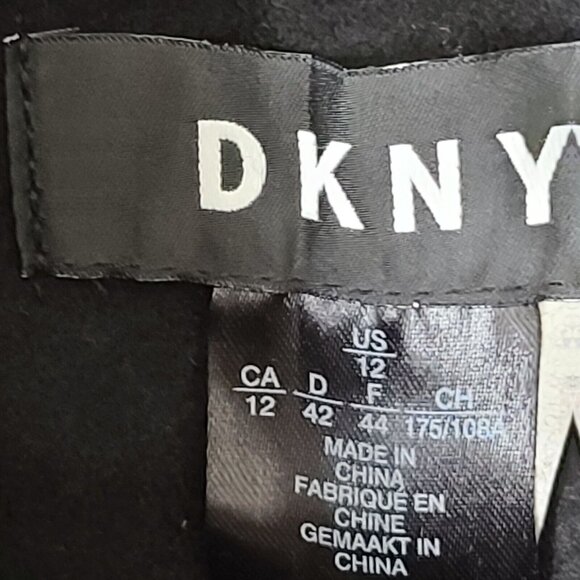 DKNY
US
12
CA D F CH
12 42 44 175/108A
MADE IN
CHINA
FABRIQUÉ EN
CHINE
GEMAAKT IN
CHINA